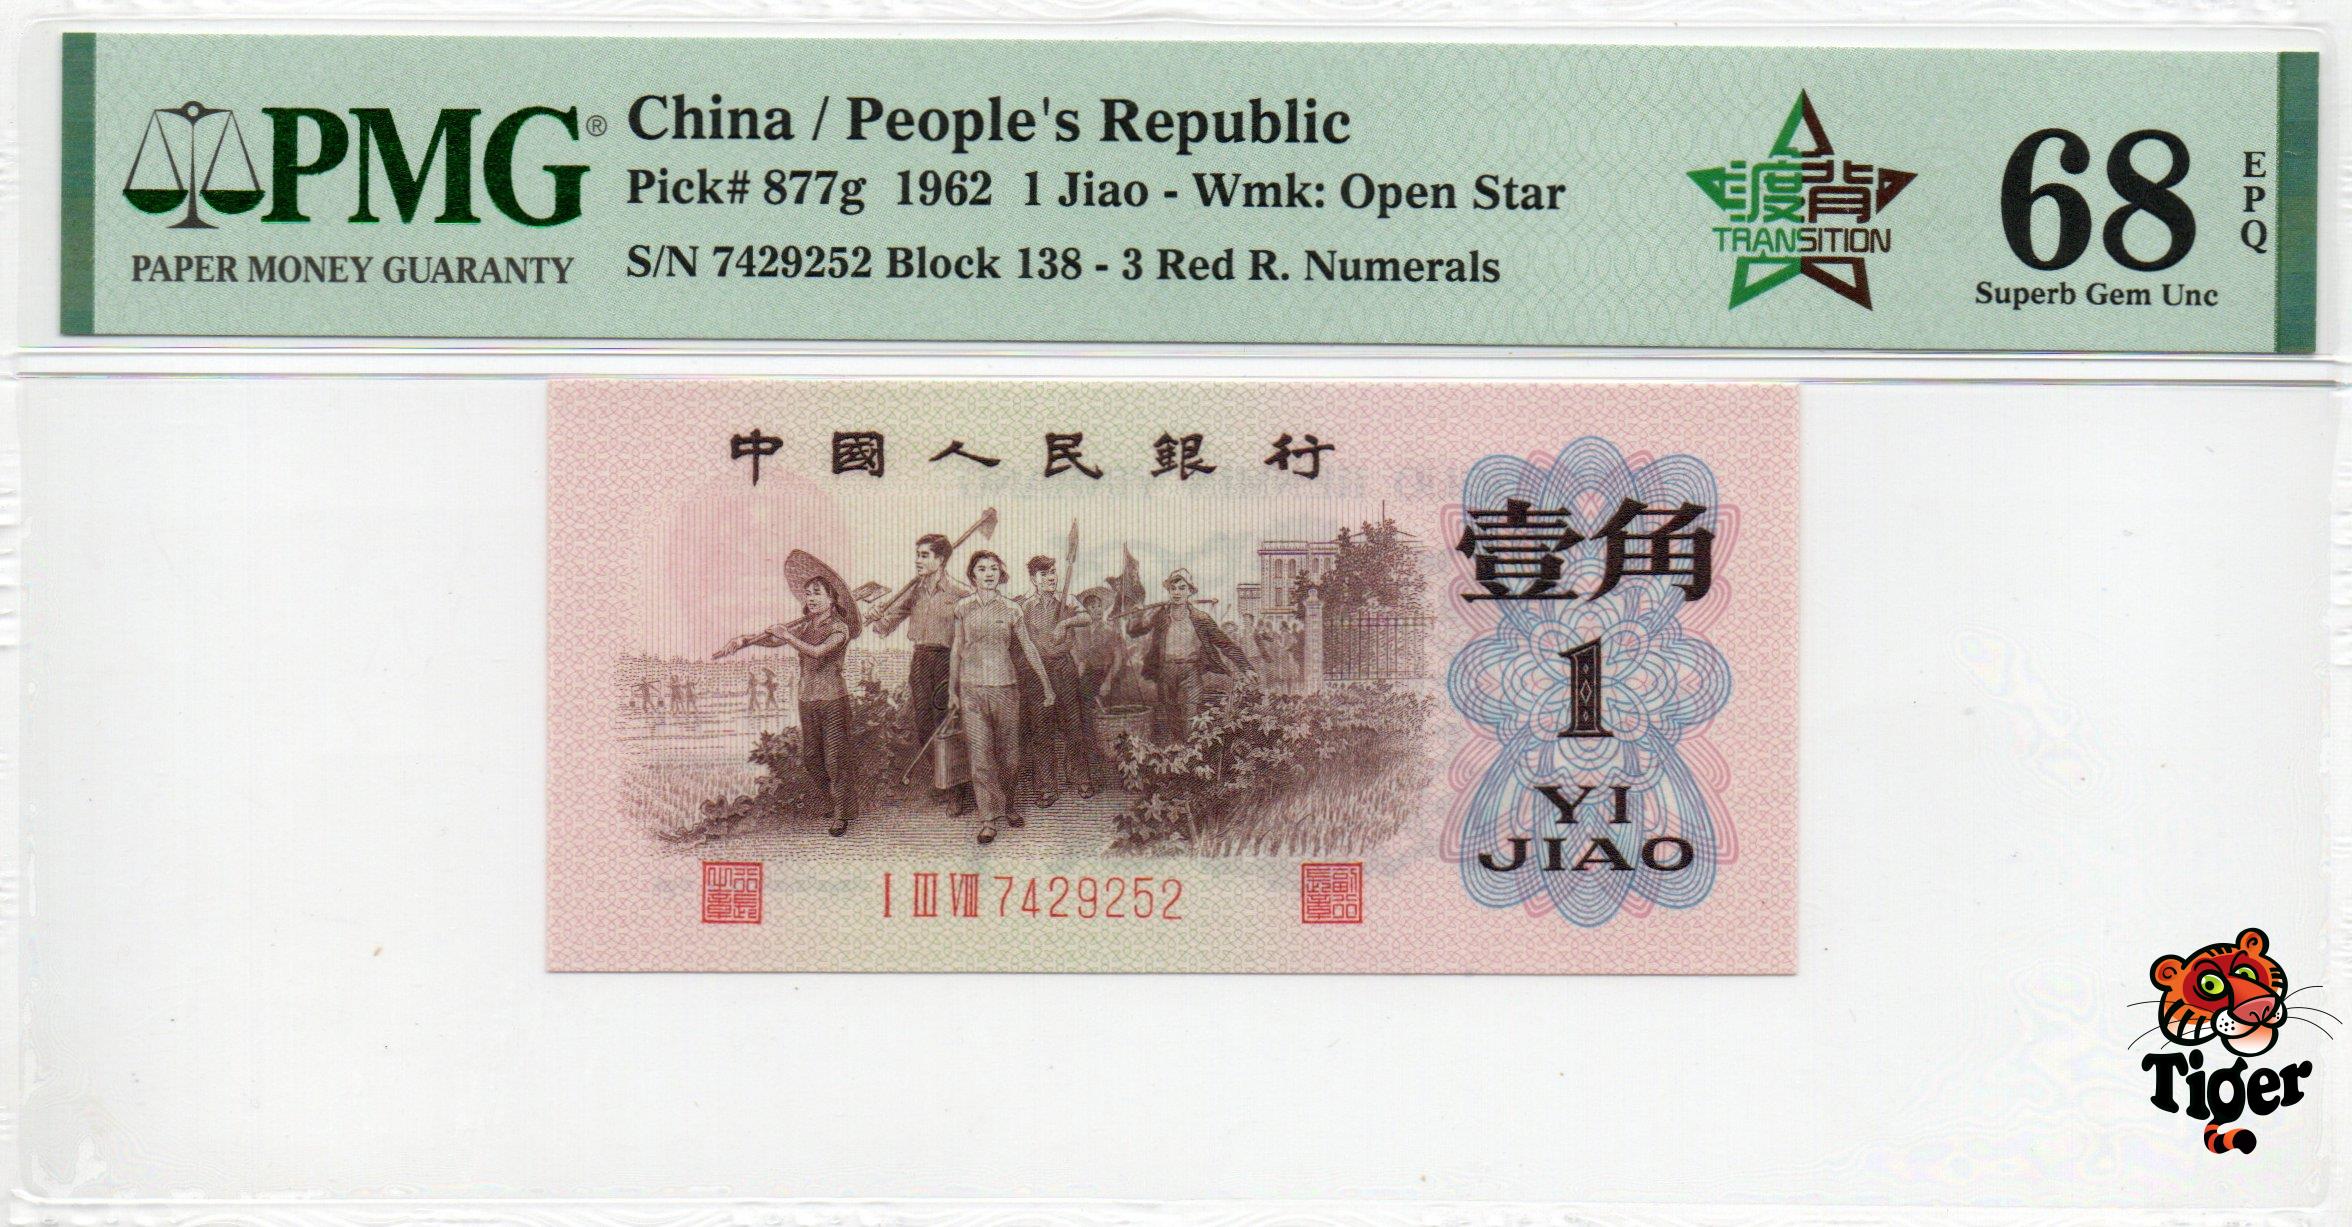 PMG®
PAPER MONEY GUARANTY
China / People's Republic
Pick# 877g 1962 1 Jiao - Wmk: Open Star
S/N 7429252 Block 138 - 3 Red R. Numerals
渡背
TRANSITION
68
EPQ
Superb Gem Unc
中國人民銀行
壹角
1
YI
JIAO
I III VIII 7429252
Tiger